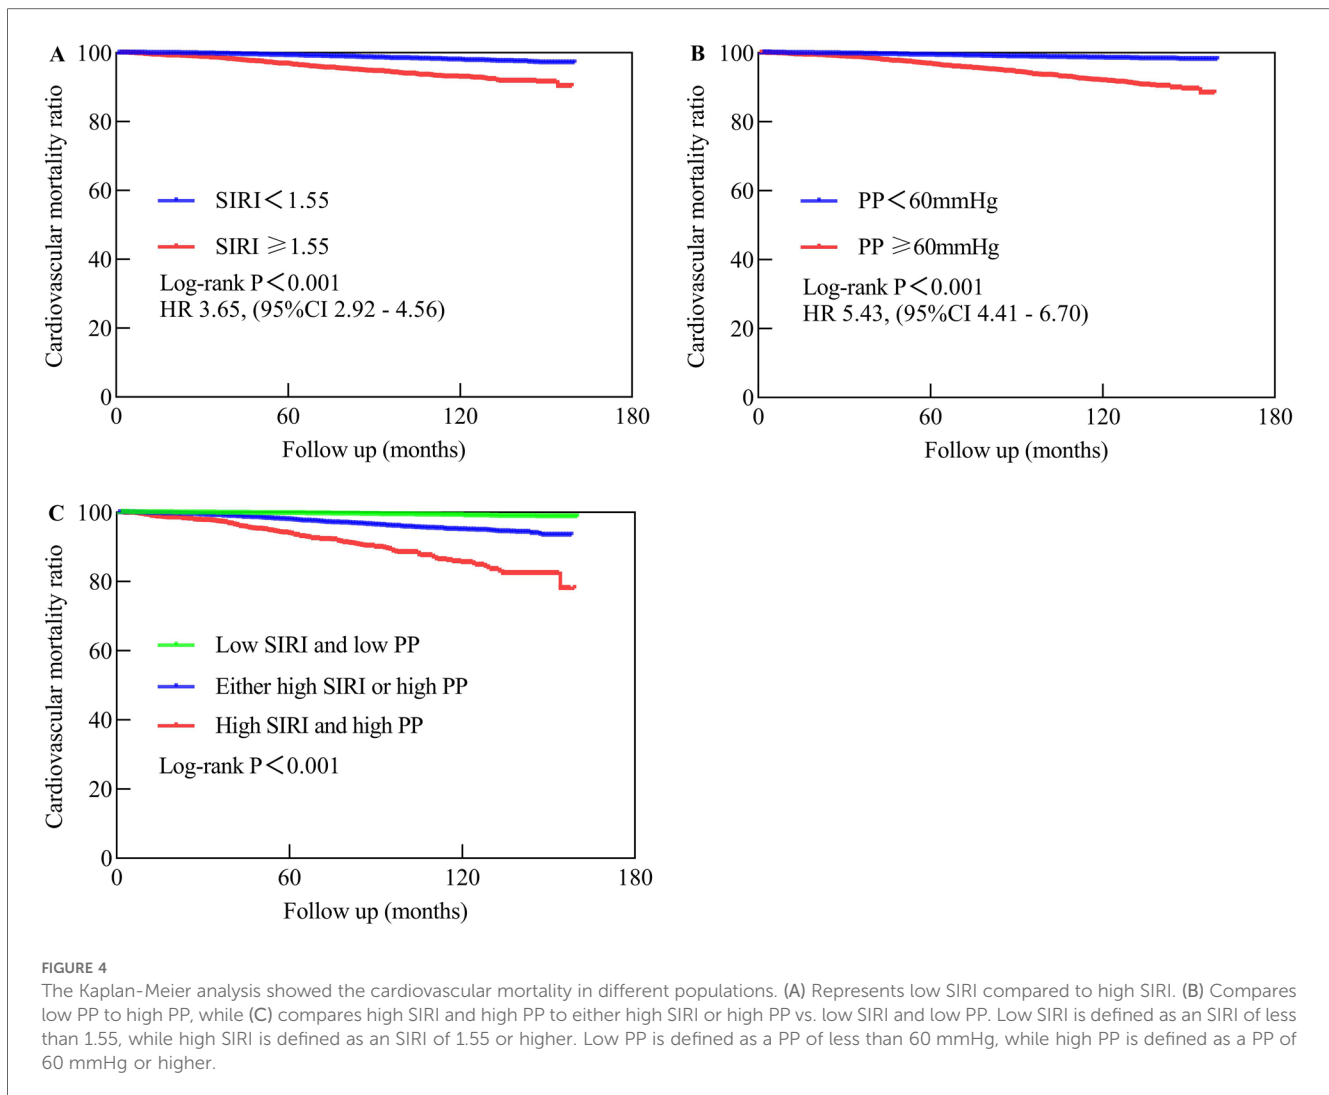 A
100
80
60
40
20
0
0 60 120 180
Cardiovascular mortality ratio
Follow up (months)
SIRI＜1.55
SIRI ≥1.55
Log-rank P＜0.001
HR 3.65, (95%CI 2.92 - 4.56)
B
100
80
60
40
20
0
0 60 120 180
Cardiovascular mortality ratio
Follow up (months)
PP＜60mmHg
PP ≥60mmHg
Log-rank P＜0.001
HR 5.43, (95%CI 4.41 - 6.70)
C
100
80
60
40
20
0
0 60 120 180
Cardiovascular mortality ratio
Follow up (months)
Low SIRI and low PP
Either high SIRI or high PP
High SIRI and high PP
Log-rank P＜0.001
FIGURE 4
The Kaplan-Meier analysis showed the cardiovascular mortality in different populations. (A) Represents low SIRI compared to high SIRI. (B) Compares
low PP to high PP, while (C) compares high SIRI and high PP to either high SIRI or high PP vs. low SIRI and low PP. Low SIRI is defined as an SIRI of less
than 1.55, while high SIRI is defined as an SIRI of 1.55 or higher. Low PP is defined as a PP of less than 60 mmHg, while high PP is defined as a PP of
60 mmHg or higher.